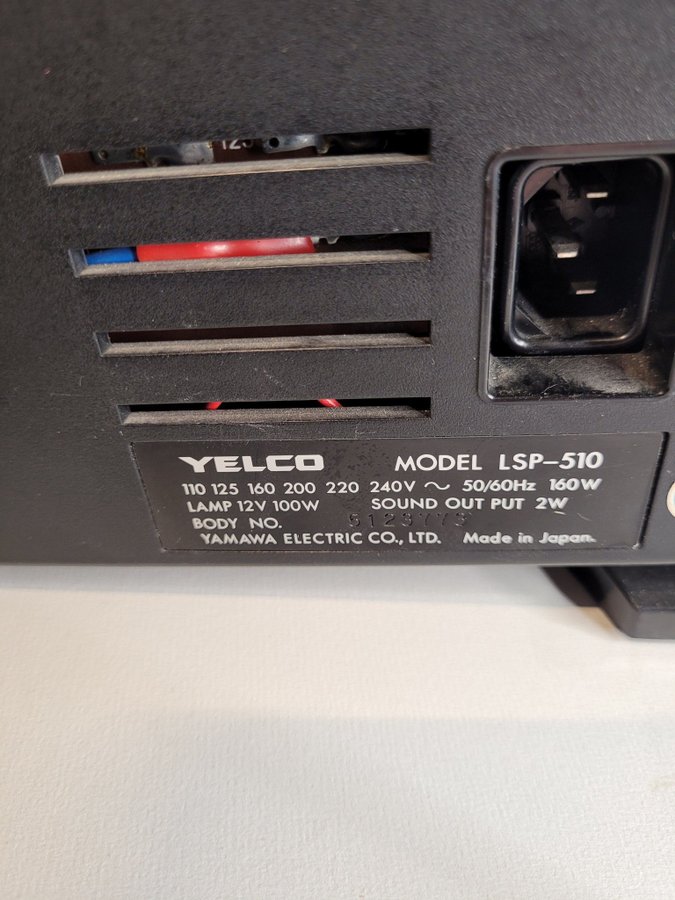 YELCO MODEL LSP-510
110 125 160 200 220 240V ~ 50/60Hz 160W
LAMP 12V 100W SOUND OUT PUT 2W
BODY NO. 5123773
YAMAWA ELECTRIC CO., LTD. Made in Japan.